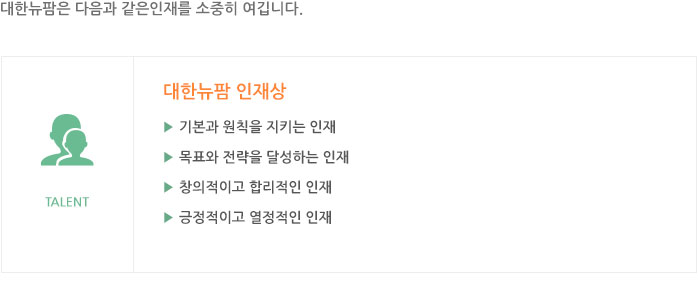 대한뉴팜은 다음과 같은인재를 소중히 여깁니다.
대한뉴팜 인재상
▶ 기본과 원칙을 지키는 인재
▶ 목표와 전략을 달성하는 인재
▶ 창의적이고 합리적인 인재
▶ 긍정적이고 열정적인 인재
TALENT